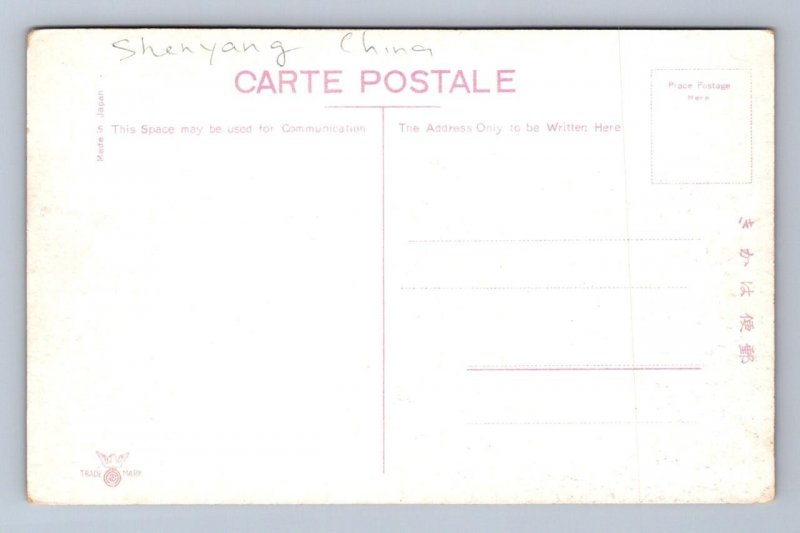 Shenyang China
CARTE POSTALE
Place Postage
Here
Made in Japan
This Space may be used for Communication
The Address Only to be Written Here
きかは便郵
TRADE MARK